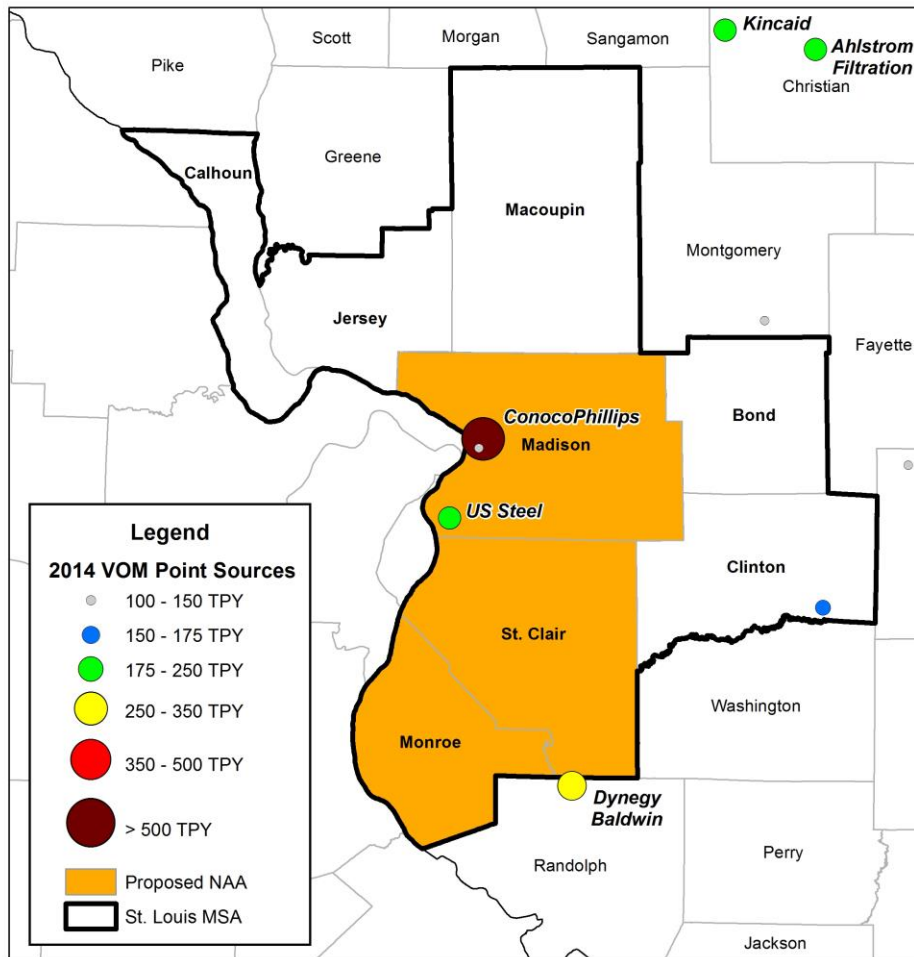 Kincaid
Scott
Morgan
Sangamon
Ahlstrom
Filtration
Pike
Christian
Greene
Calhoun
Macoupin
Montgomery
Jersey
Fayette
ConocoPhillips
Bond
Madison
US Steel
Clinton
St. Clair
Washington
Monroe
Dynegy
Baldwin
Perry
Randolph
Jackson
Legend
2014 VOM Point Sources
100 - 150 TPY
150 - 175 TPY
175 - 250 TPY
250 - 350 TPY
350 - 500 TPY
> 500 TPY
Proposed NAA
St. Louis MSA